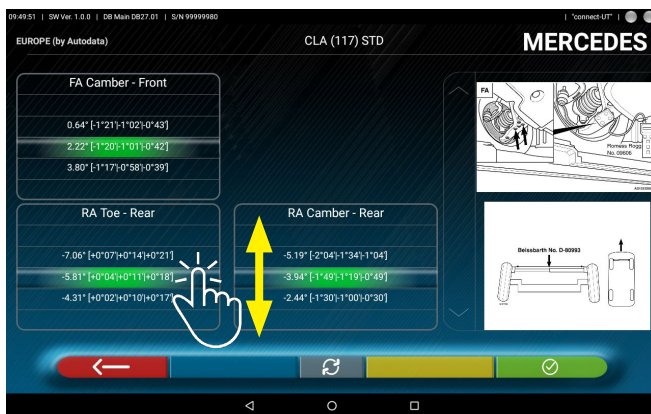 09:49:51 | SW Ver. 1.0.0 | DB Main DB27.01 | S/N 99999980
| "connect-UT" |
EUROPE (by Autodata)
CLA (117) STD
MERCEDES
FA Camber - Front
0.64° [-1°21'|-1°02'|-0°43']
2.22° [-1°20'|-1°01'|-0°42']
3.80° [-1°17'|-0°58'|-0°39']
FA
Romess Rogg
No. 09606
RA Toe - Rear
-7.06° [+0°07'|+0°14'|+0°21']
-5.81° [+0°04'|+0°11'|+0°18']
-4.31° [+0°02'|+0°10'|+0°17']
RA Camber - Rear
-5.19° [-2°04'|-1°34'|-1°04']
-3.94° [-1°49'|-1°19'|-0°49']
-2.44° [-1°30'|-1°00'|-0°30']
Beissbarth No. D-80993